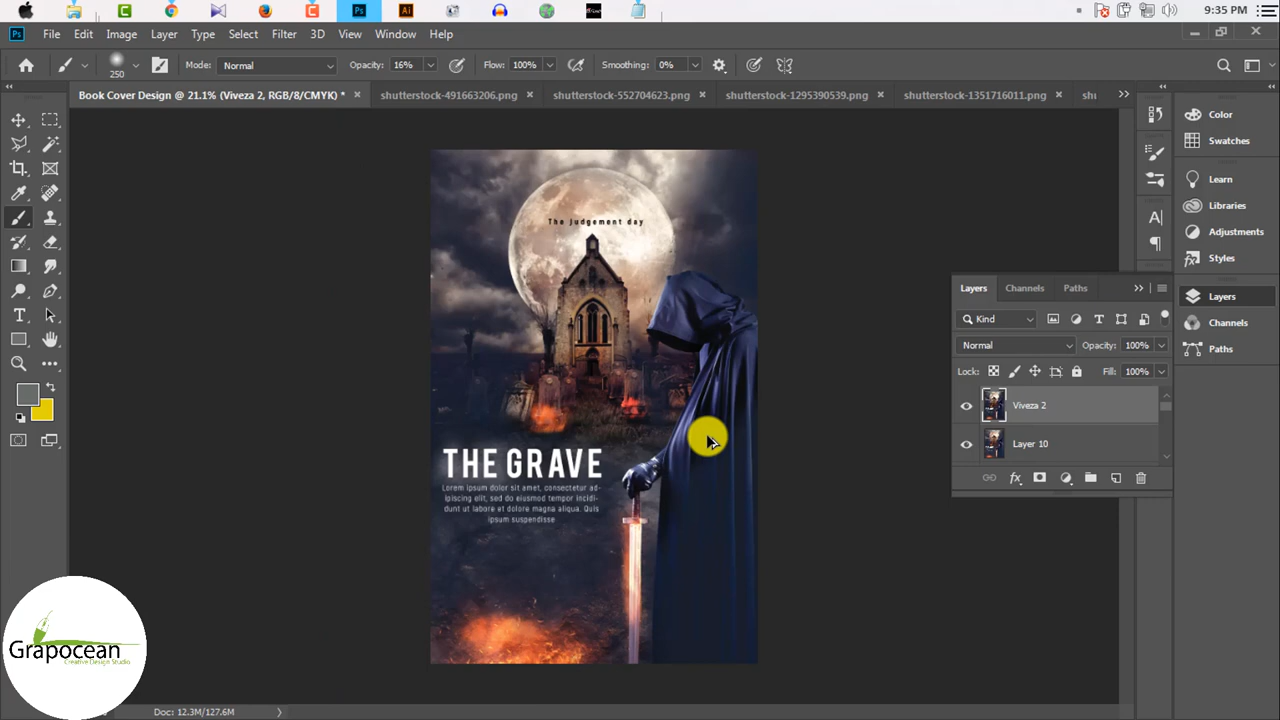 9:35 PM
File Edit Image Layer Type Select Filter 3D View Window Help
250 Mode: Normal Opacity: 16% Flow: 100% Smoothing: 0%
Book Cover Design @ 21.1% (Viveza 2, RGB/8/CMYK) * × shutterstock-491663206.png × shutterstock-552704623.png × shutterstock-1295390539.png × shutterstock-1351716011.png × shu
Color
Swatches
Learn
Libraries
Adjustments
Styles
Layers
Channels
Paths
Layers Channels Paths
Kind
Normal Opacity: 100%
Lock: Fill: 100%
Viveza 2
Layer 10
The Judgement day
THE GRAVE
Lorem ipsum dolor sit amet, consectetur ad-
ipiscing elit, sed do eiusmod tempor incidi-
dunt ut labore et dolore magna aliqua. Quis
ipsum suspendisse
Grapocean
Creative Design Studio
Doc: 12.3M/127.6M